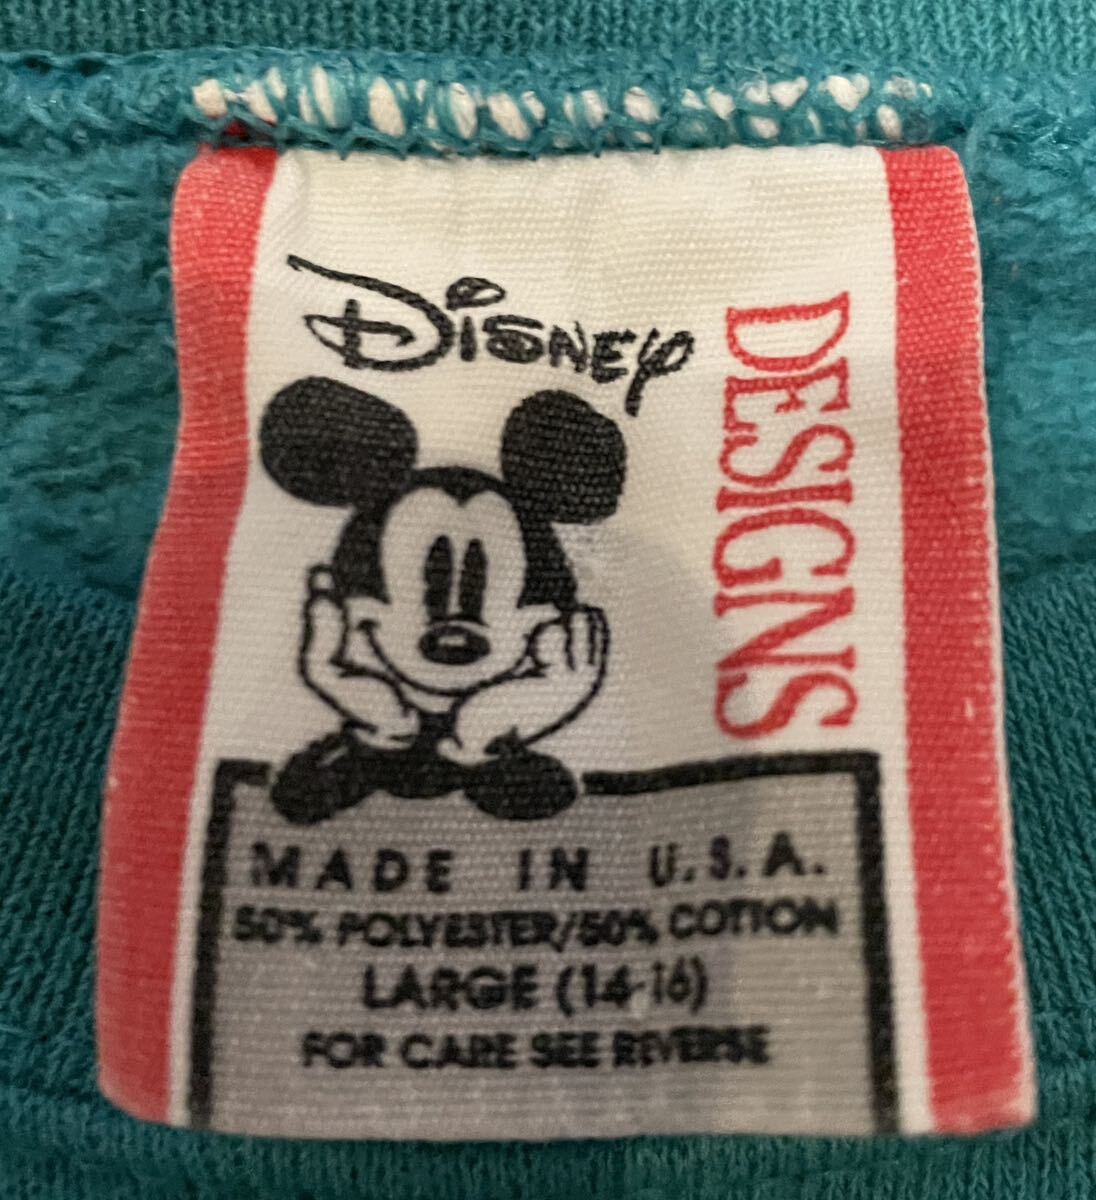 Disney
DESIGNS
MADE IN U.S.A.
50% POLYESTER/50% COTTON
LARGE (14-16)
FOR CARE SEE REVERSE